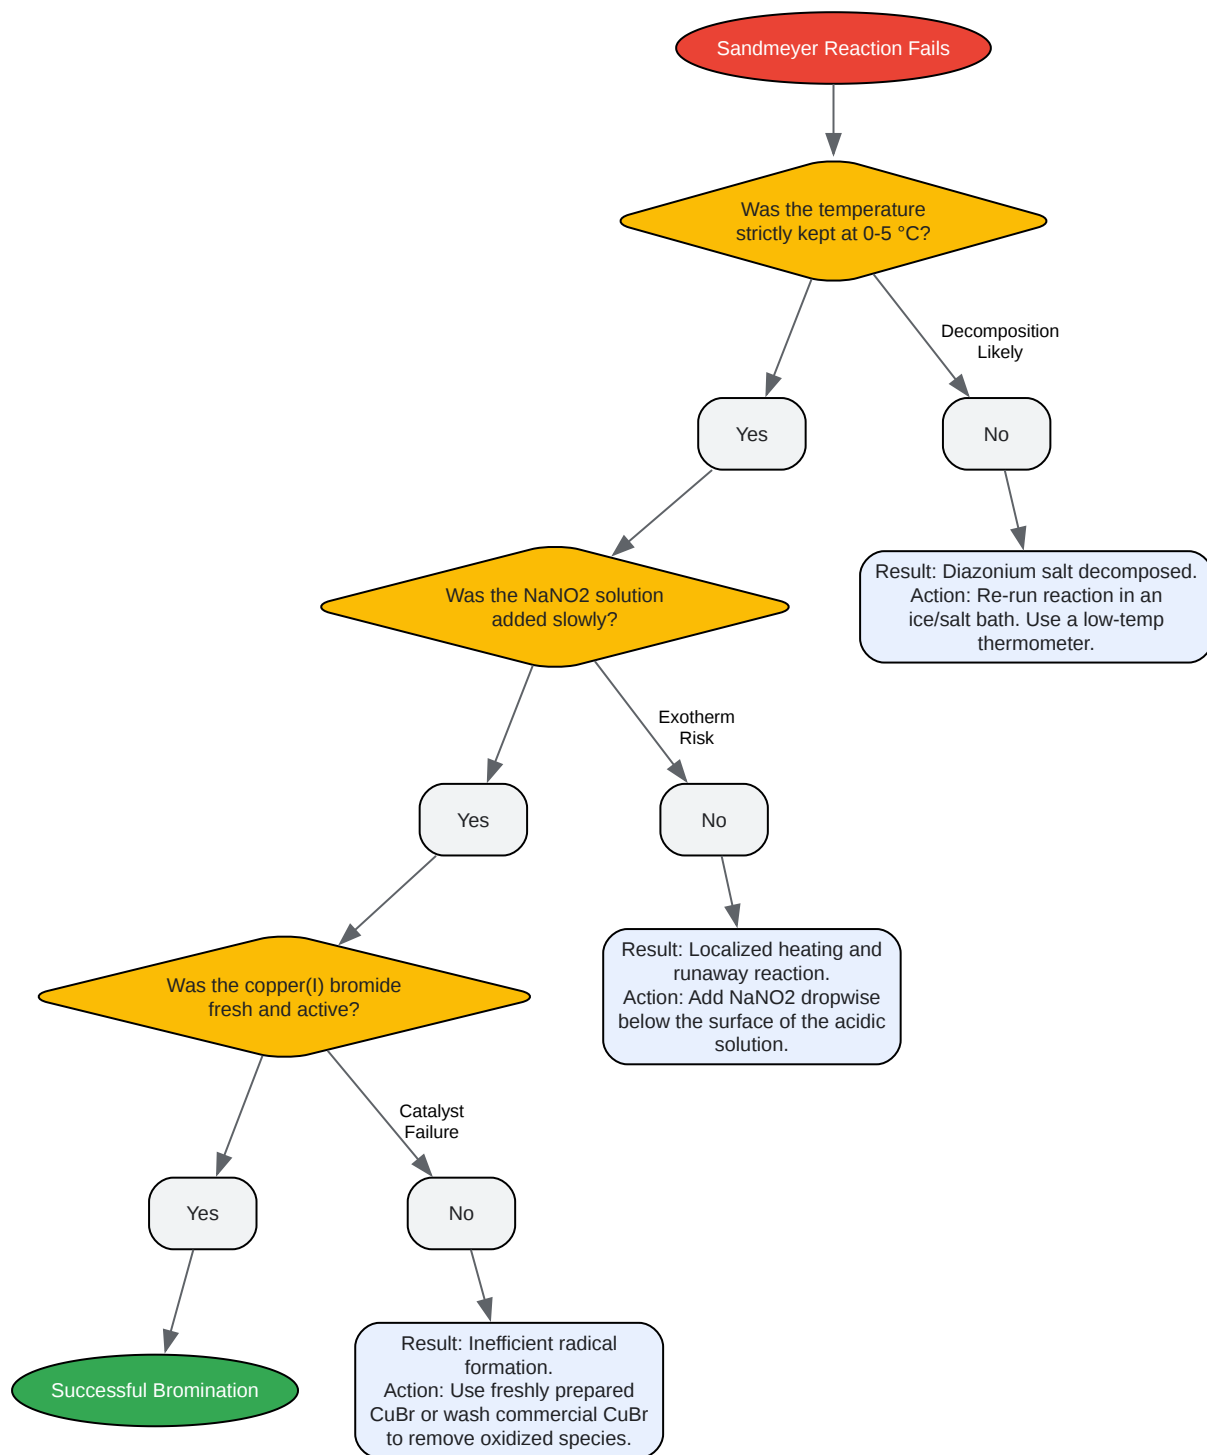 Sandmeyer Reaction Fails
Was the temperature
strictly kept at 0-5 °C?
Decomposition
Likely
Yes
No
Was the NaNO2 solution
added slowly?
Result: Diazonium salt decomposed.
Action: Re-run reaction in an
ice/salt bath. Use a low-temp
thermometer.
Exotherm
Risk
Yes
No
Was the copper(I) bromide
fresh and active?
Result: Localized heating and
runaway reaction.
Action: Add NaNO2 dropwise
below the surface of the acidic
solution.
Catalyst
Failure
Yes
No
Successful Bromination
Result: Inefficient radical
formation.
Action: Use freshly prepared
CuBr or wash commercial CuBr
to remove oxidized species.